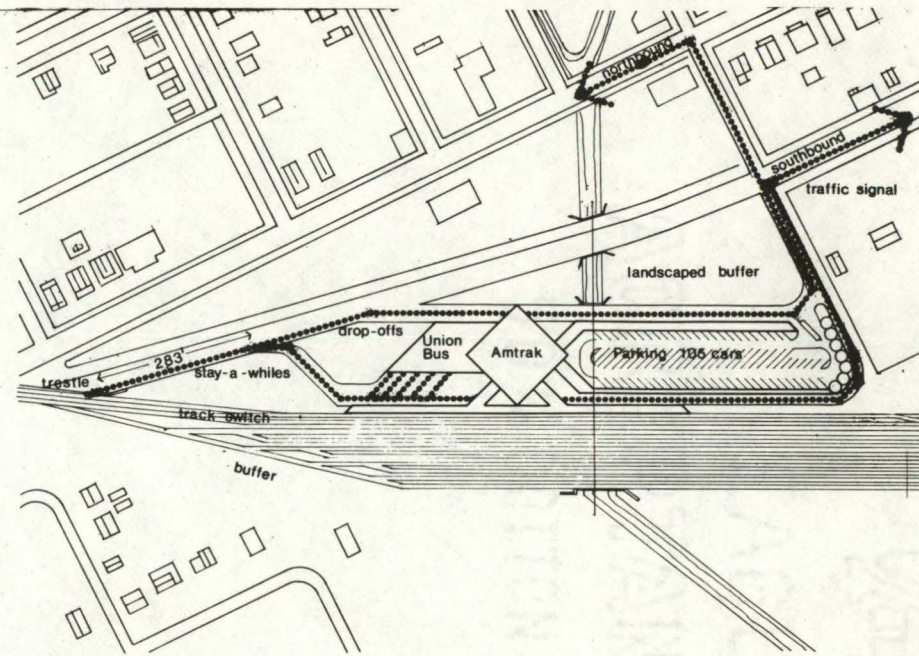 northbound
southbound
traffic signal
landscaped buffer
drop-offs
Union
Bus
Amtrak
Parking 105 cars
283'
stay-a-whiles
trestle
track switch
buffer